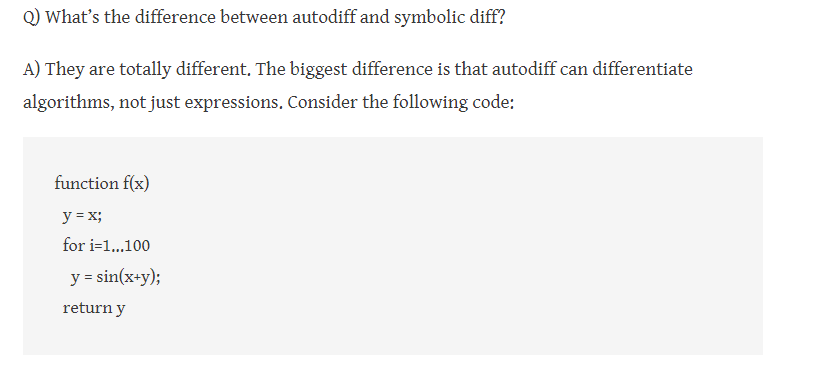 Q) What's the difference between autodiff and symbolic diff?
A) They are totally different. The biggest difference is that autodiff can differentiate
algorithms, not just expressions. Consider the following code:
function f(x)
y = x;
for i=1...100
y = sin(x+y);
return y